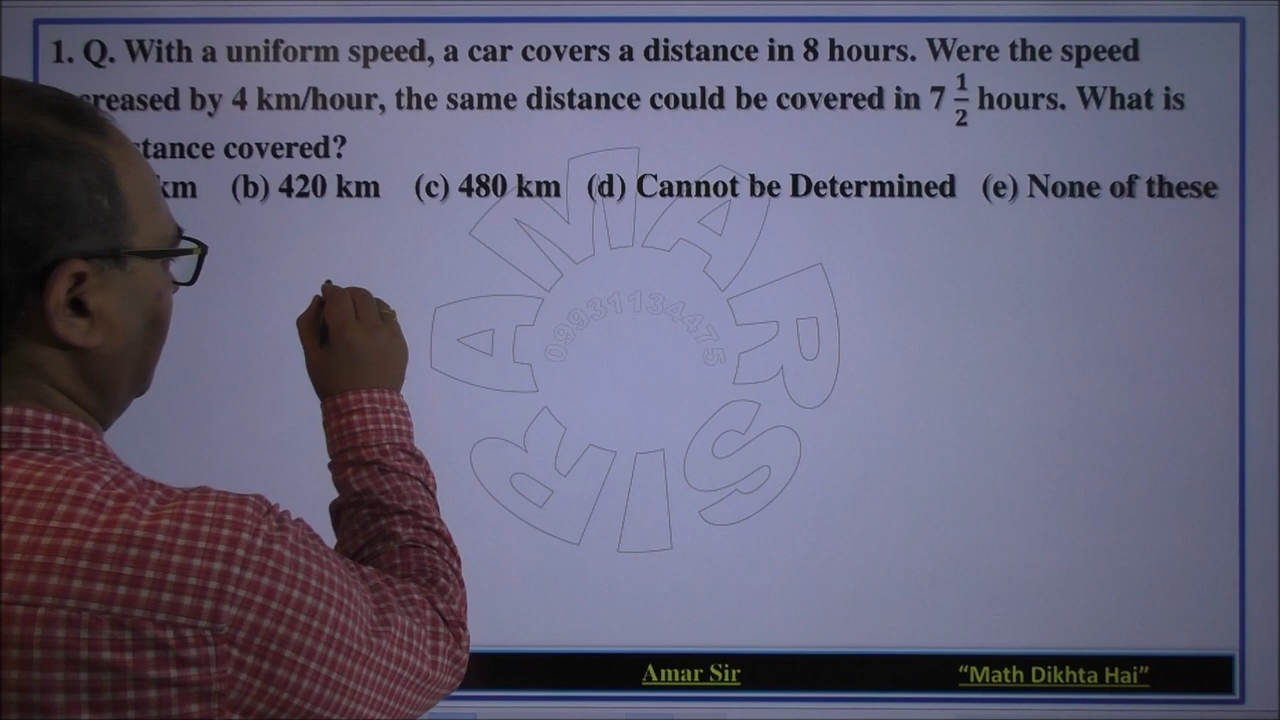 1. Q. With a uniform speed, a car covers a distance in 8 hours. Were the speed
creased by 4 km/hour, the same distance could be covered in 7 1/2 hours. What is
tance covered?
km (b) 420 km (c) 480 km (d) Cannot be Determined (e) None of these
AMAR SIR
09931134475
Amar Sir
“Math Dikhta Hai”